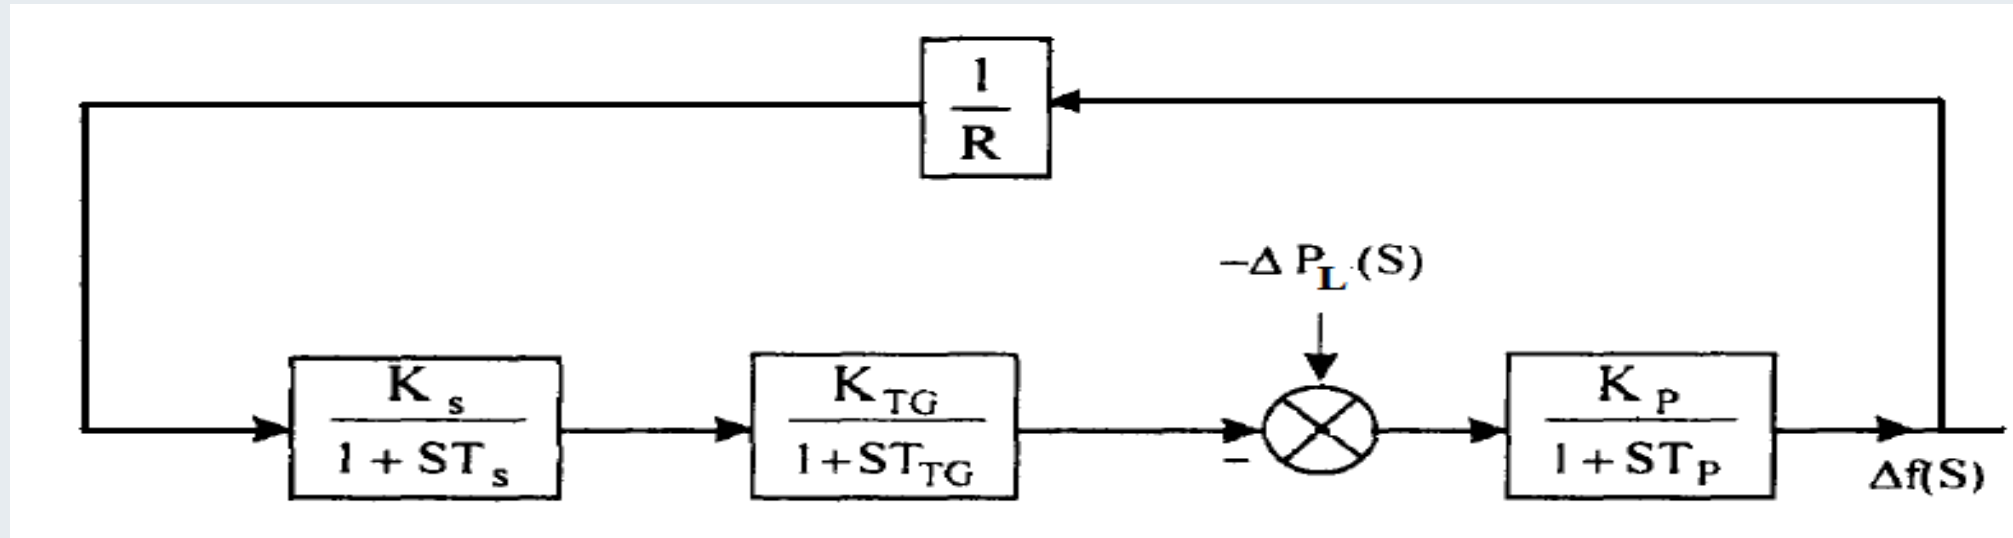 1
R
−Δ P_L (S)
K_s
1 + ST_s
K_TG
1+ST_TG
−
K_P
1 + ST_P
Δf(S)